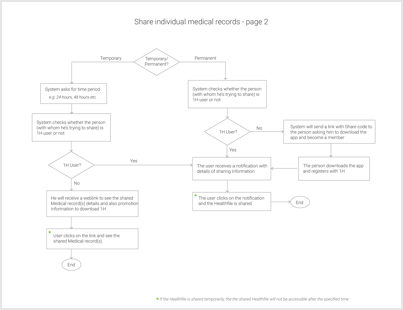 Share individual medical records - page 2
Temporary
Temporary/
Permanent?
Permanent
System asks for time period
e.g. 24 hours, 48 hours etc
System checks whether the
person (with whom he's trying
to share) is 1H user or not
System checks whether the person
(with whom he's trying to share) is
1H user or not
1H User?
No
Yes
System will send a link with Share code to
the person asking him to download the
app and become a member
1H User?
Yes
No
The user receives a notification with
details of sharing information
The person downloads the app
and registers with 1H
He will receive a weblink to see the shared
Medical record(s) details and also promotion
information to download 1H
* The user clicks on the notification
and the Healthfile is shared
End
* User clicks on the link and see the
shared Medical record(s)
End
* If the Healthfile is shared temporarily, the the shared Healthfile will not be accessible after the specified time